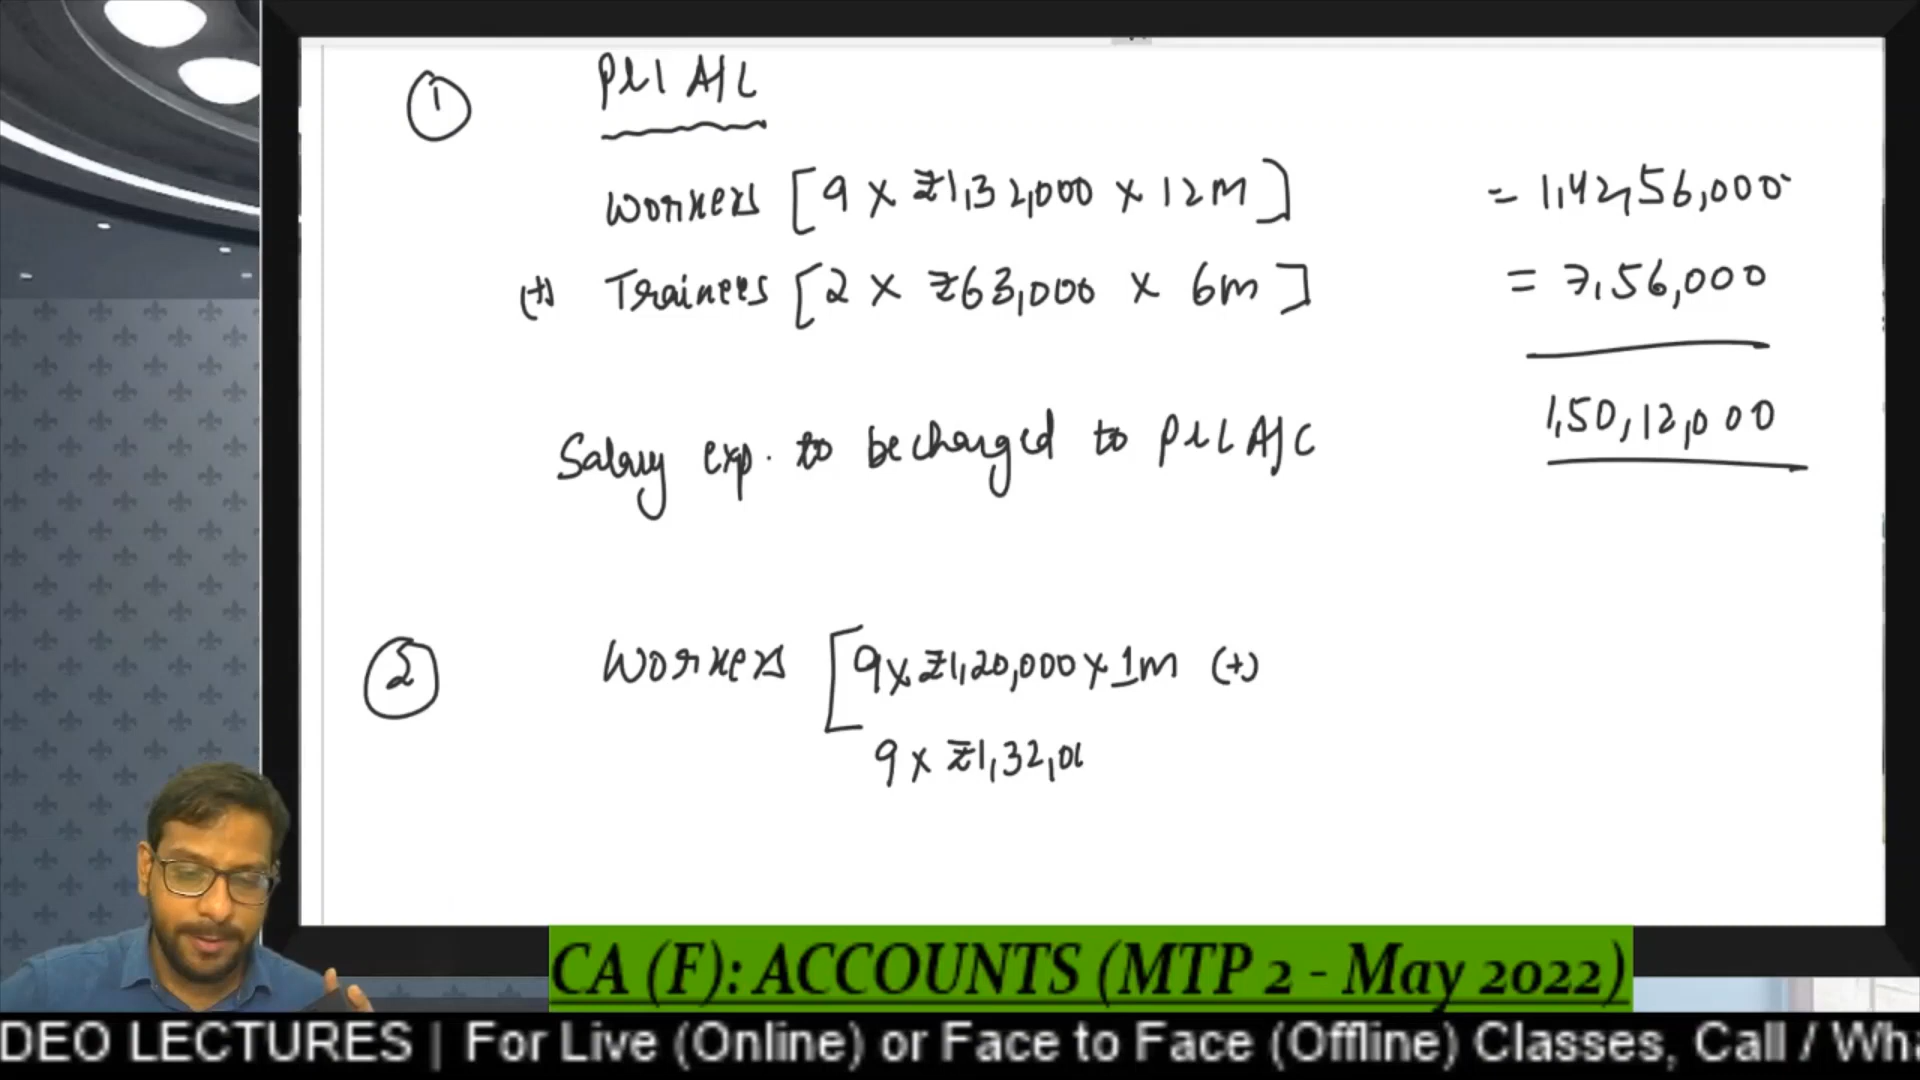 ① P&L A/C
Workers [9 x ₹1,32,000 x 12m] = 1,42,56,000
(+) Trainees [2 x ₹63,000 x 6m] = 7,56,000
1,50,12,000
Salary exp. to be charged to P&L A/C
② Workers [9x ₹1,20,000 x 1m (+)
9 x ₹1,32,00
CA (F): ACCOUNTS (MTP 2 - May 2022)
DEO LECTURES | For Live (Online) or Face to Face (Offline) Classes, Call / Wha